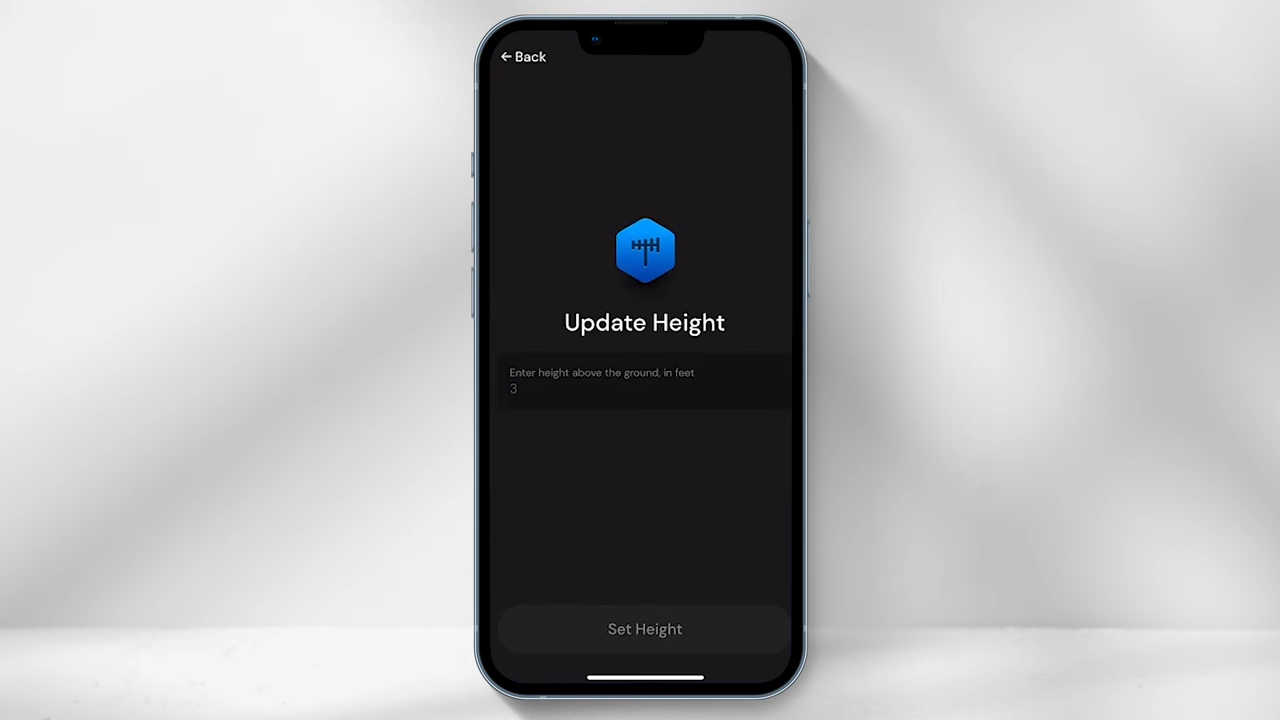 ← Back
Update Height
Enter height above the ground, in feet
3
Set Height